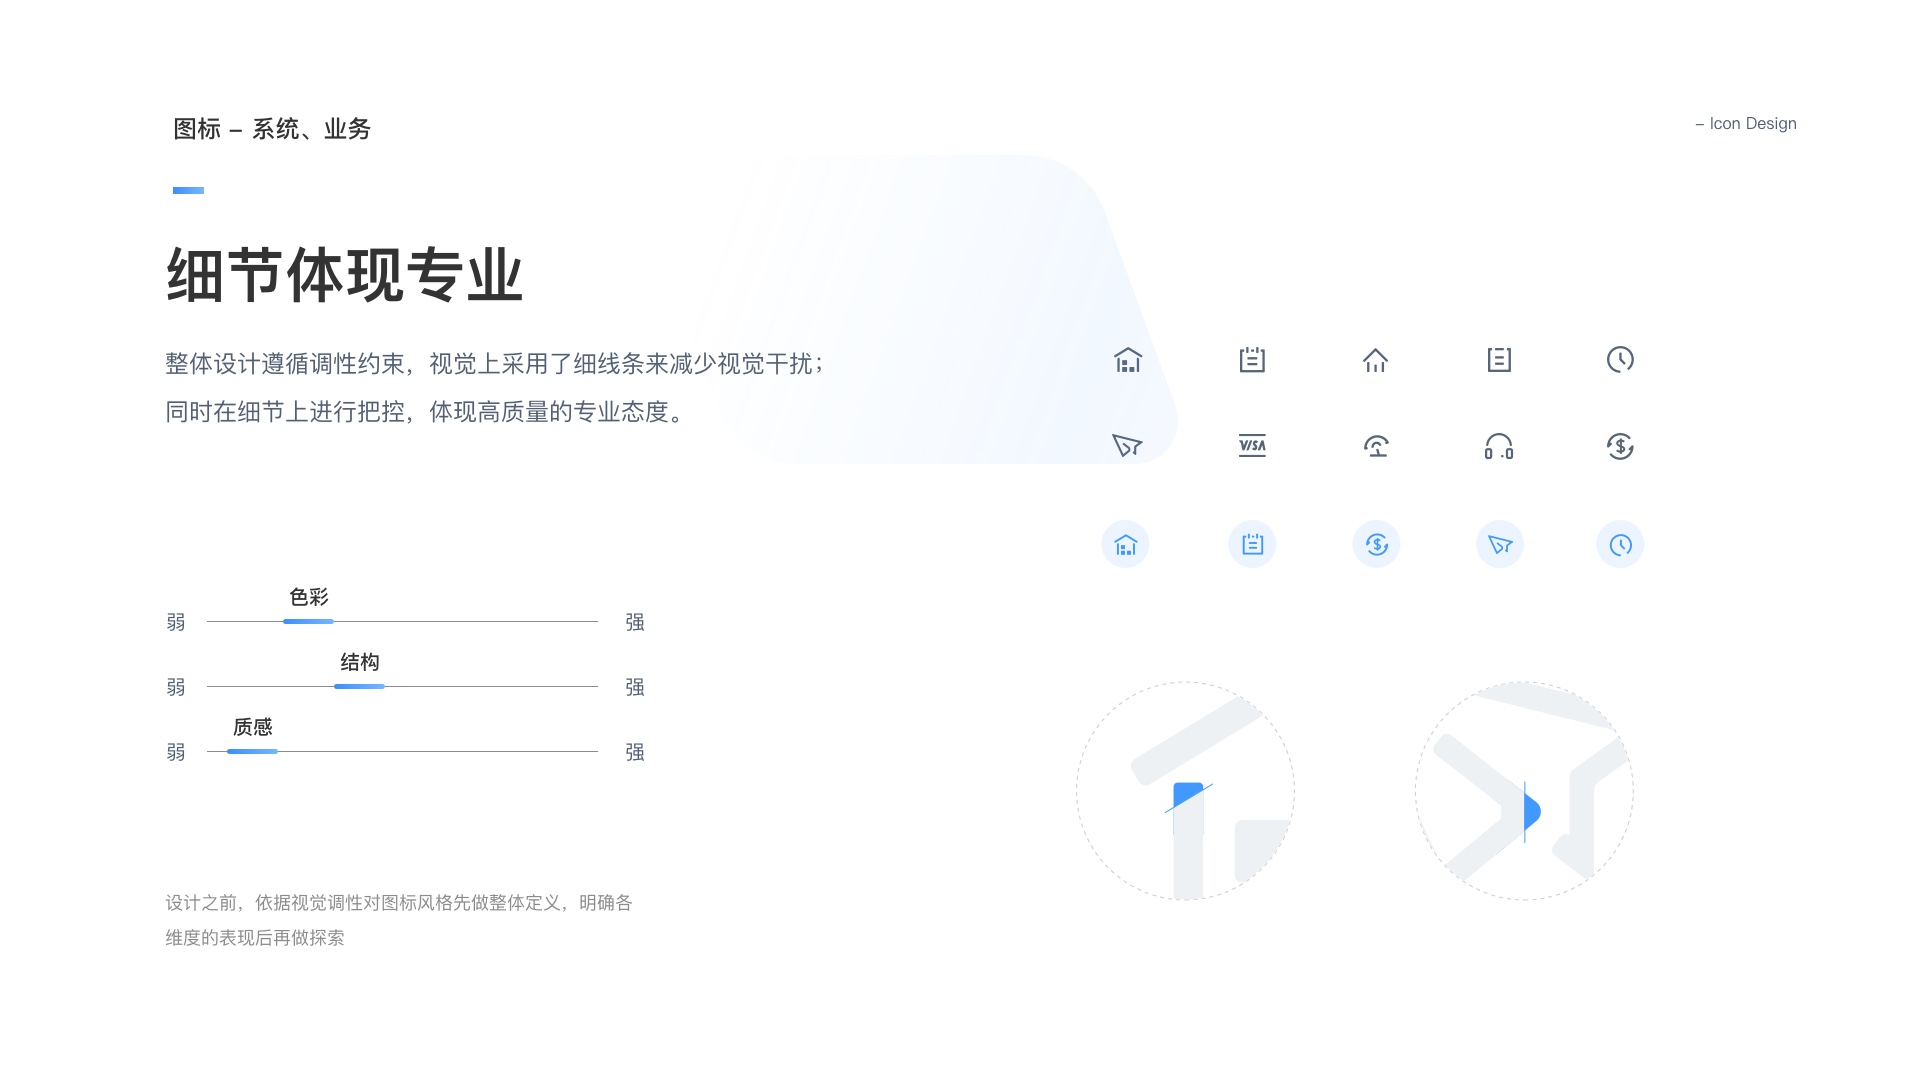 图标 – 系统、业务
– Icon Design
细节体现专业
整体设计遵循调性约束，视觉上采用了细线条来减少视觉干扰；
同时在细节上进行把控，体现高质量的专业态度。
VISA
色彩
弱 强
结构
弱 强
质感
弱 强
设计之前，依据视觉调性对图标风格先做整体定义，明确各
维度的表现后再做探索